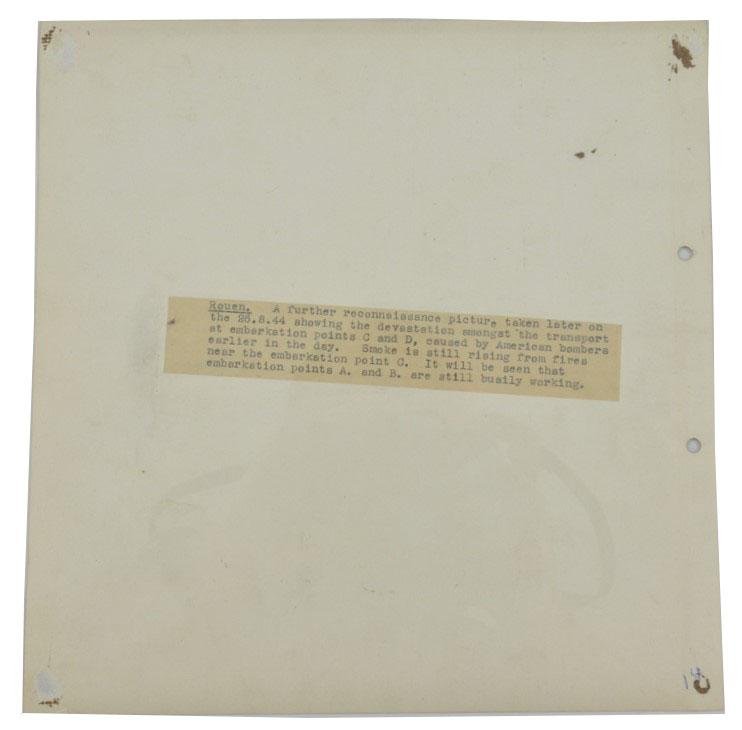 Rouen. A further reconnaissance picture taken later on
the 26.8.44 showing the devastation amongst the transport
at embarkation points C and D, caused by American bombers
earlier in the day. Smoke is still rising from fires
near the embarkation point C. It will be seen that
embarkation points A. and B. are still busily working.